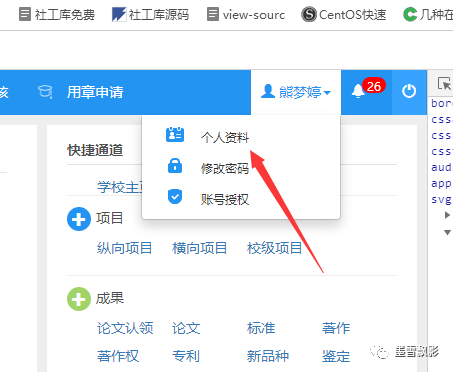 社工库免费 社工库源码 view-sourc CentOS快速 几种在
核 用章申请 熊梦婷 26
个人资料
修改密码
账号授权
快捷通道
学校主
项目
纵向项目 横向项目 校级项目
成果
论文认领 论文 标准 著作
著作权 专利 新品种 鉴定
bor
css
css
css
aud
app
svg
墨雪飘影